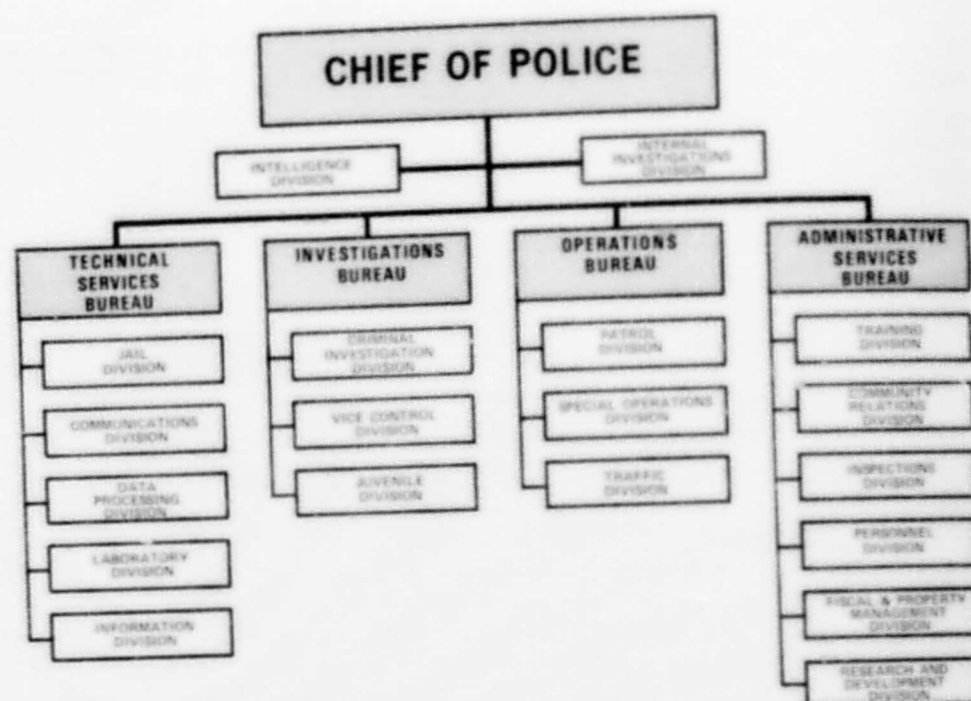 CHIEF OF POLICE
INTELLIGENCE
DIVISION
INTERNAL
INVESTIGATIONS
DIVISION
TECHNICAL
SERVICES
BUREAU
JAIL
DIVISION
COMMUNICATIONS
DIVISION
DATA
PROCESSING
DIVISION
LABORATORY
DIVISION
INFORMATION
DIVISION
INVESTIGATIONS
BUREAU
CRIMINAL
INVESTIGATION
DIVISION
VICE CONTROL
DIVISION
JUVENILE
DIVISION
OPERATIONS
BUREAU
PATROL
DIVISION
SPECIAL OPERATIONS
DIVISION
TRAFFIC
DIVISION
ADMINISTRATIVE
SERVICES
BUREAU
TRAINING
DIVISION
COMMUNITY
RELATIONS
DIVISION
INSPECTIONS
DIVISION
PERSONNEL
DIVISION
FISCAL & PROPERTY
MANAGEMENT
DIVISION
RESEARCH AND
DEVELOPMENT
DIVISION